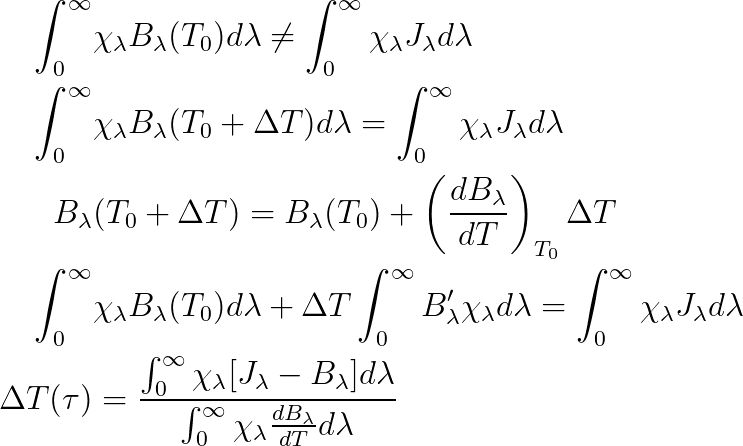 ∫₀^∞ χ_λ B_λ(T₀)dλ ≠ ∫₀^∞ χ_λ J_λ dλ
∫₀^∞ χ_λ B_λ(T₀ + ΔT)dλ = ∫₀^∞ χ_λ J_λ dλ
B_λ(T₀ + ΔT) = B_λ(T₀) + (dB_λ/dT)_{T₀} ΔT
∫₀^∞ χ_λ B_λ(T₀)dλ + ΔT ∫₀^∞ B′_λ χ_λ dλ = ∫₀^∞ χ_λ J_λ dλ
ΔT(τ) = (∫₀^∞ χ_λ[J_λ − B_λ]dλ)/(∫₀^∞ χ_λ (dB_λ/dT) dλ)